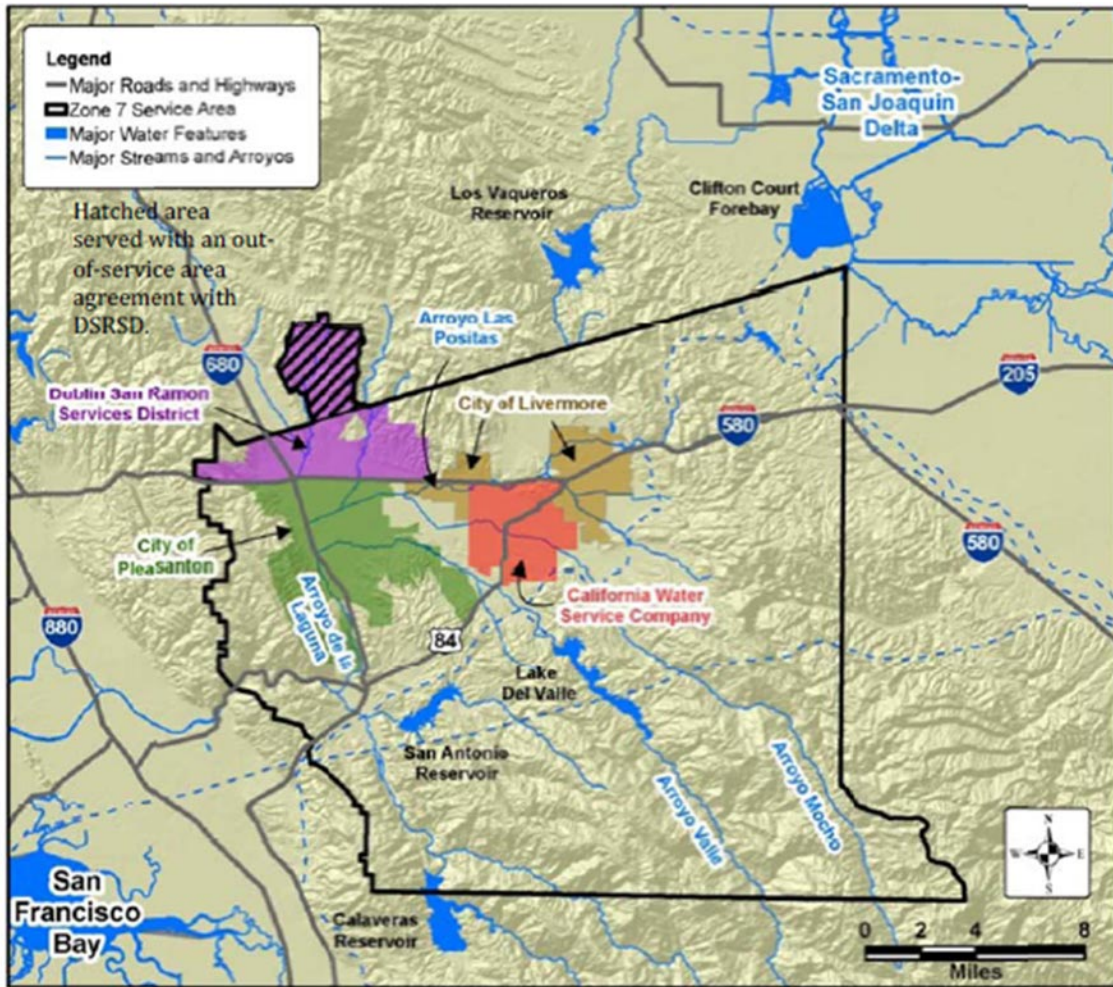 Legend
Major Roads and Highways
Zone 7 Service Area
Major Water Features
Major Streams and Arroyos
Hatched area
served with an out-
of-service area
agreement with
DSRSD.
Sacramento-
San Joaquin
Delta
Los Vaqueros
Reservoir
Clifton Court
Forebay
Arroyo Las
Positas
680
205
Dublin San Ramon
Services District
City of Livermore
580
580
City of
Pleasanton
California Water
Service Company
880
Arroyo de la
Laguna
84
Lake
Del Valle
San Antonio
Reservoir
Arroyo Valle
Arroyo Mocho
N
W E
S
San
Francisco
Bay
Calaveras
Reservoir
0 2 4 8
Miles